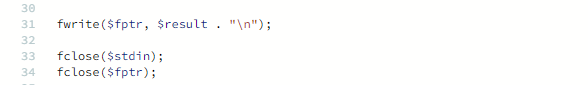 30
31 fwrite($fptr, $result . "\n");
32
33 fclose($stdin);
34 fclose($fptr);